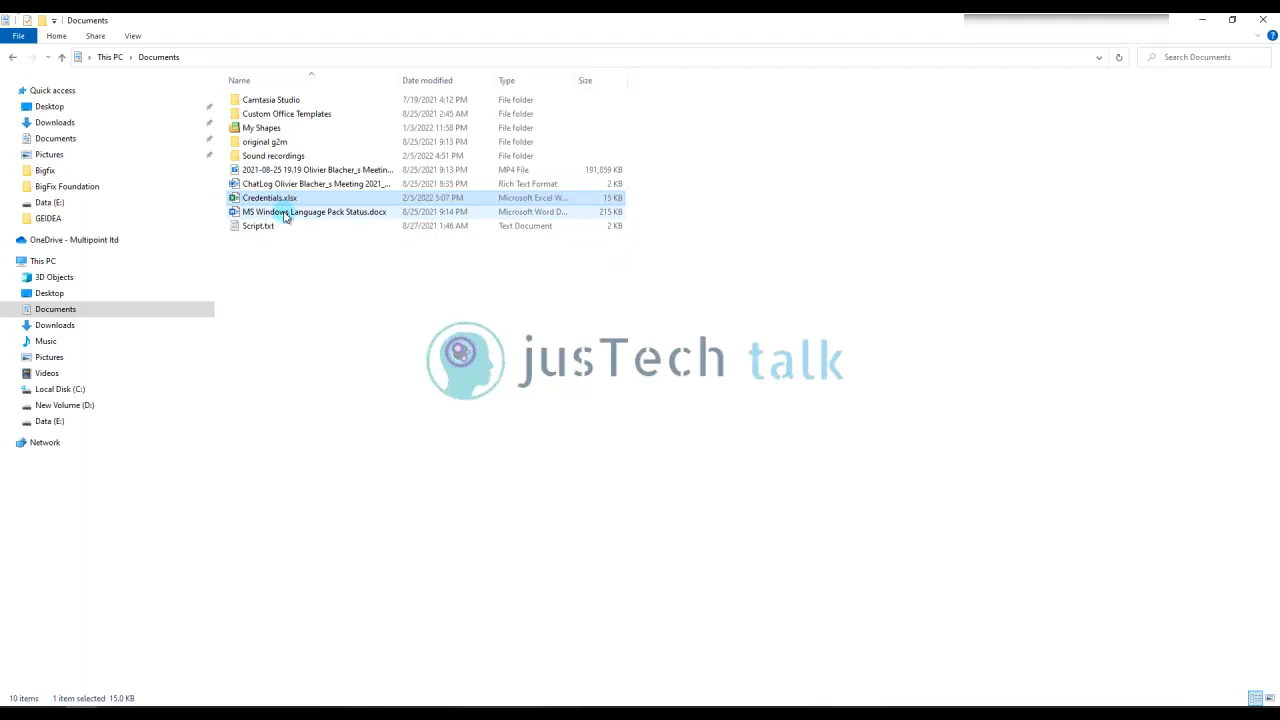 Documents
File Home Share View
This PC Documents
Search Documents
Name Date modified Type Size
Quick access
Desktop
Downloads
Documents
Pictures
Bigfix
BigFix Foundation
Data (E:)
GEIDEA
OneDrive - Multipoint ltd
This PC
3D Objects
Desktop
Documents
Downloads
Music
Pictures
Videos
Local Disk (C:)
New Volume (D:)
Data (E:)
Network
Camtasia Studio 7/19/2021 4:12 PM File folder
Custom Office Templates 8/25/2021 2:45 AM File folder
My Shapes 1/3/2022 11:58 PM File folder
original g2m 8/25/2021 9:13 PM File folder
Sound recordings 2/5/2022 4:51 PM File folder
2021-08-25 19.19 Olivier Blacher_s Meetin... 8/25/2021 9:13 PM MP4 File 191,859 KB
ChatLog Olivier Blacher_s Meeting 2021_... 8/25/2021 8:35 PM Rich Text Format 2 KB
Credentials.xlsx 2/5/2022 5:07 PM Microsoft Excel W... 15 KB
MS Windows Language Pack Status.docx 8/25/2021 9:14 PM Microsoft Word D... 215 KB
Script.txt 8/27/2021 1:46 AM Text Document 2 KB
jusTech talk
10 items 1 item selected 15.0 KB